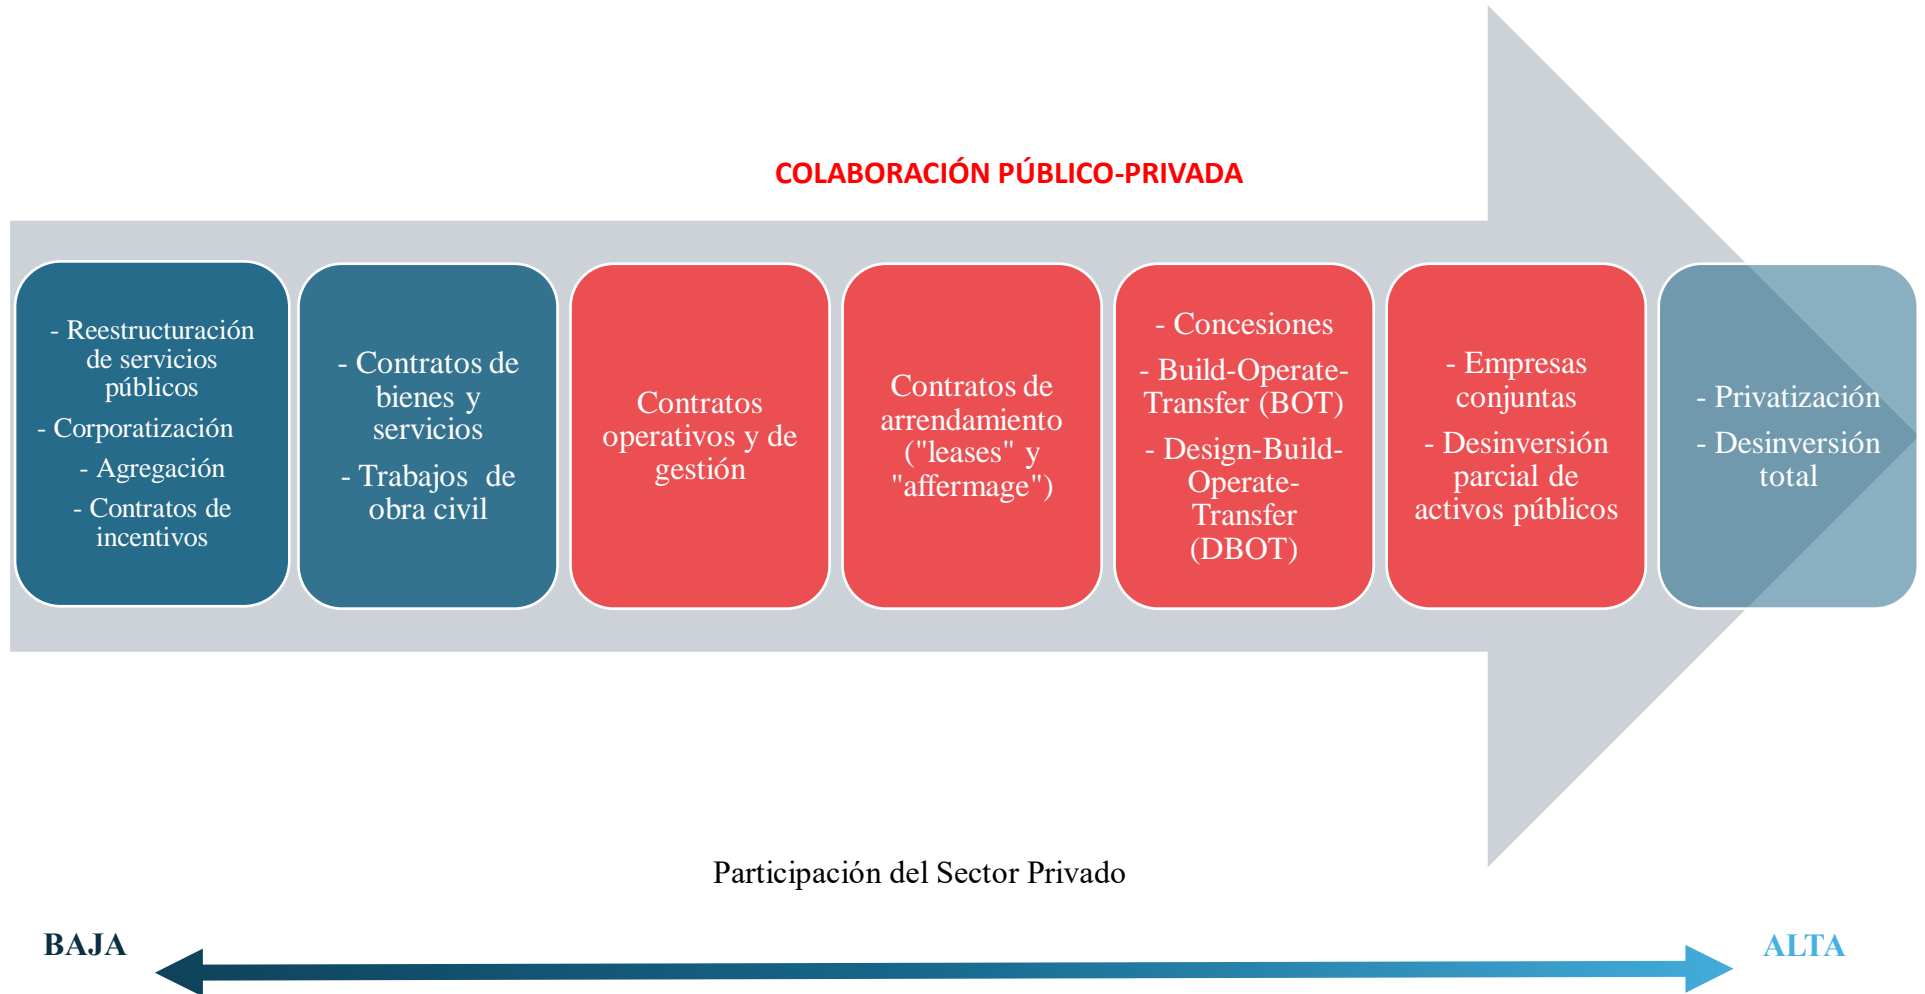 COLABORACIÓN PÚBLICO-PRIVADA
- Reestructuración
de servicios
públicos
- Corporatización
- Agregación
- Contratos de
incentivos
- Contratos de
bienes y
servicios
- Trabajos de
obra civil
Contratos
operativos y de
gestión
Contratos de
arrendamiento
("leases" y
"affermage")
- Concesiones
- Build-Operate-
Transfer (BOT)
- Design-Build-
Operate-
Transfer
(DBOT)
- Empresas
conjuntas
- Desinversión
parcial de
activos públicos
- Privatización
- Desinversión
total
Participación del Sector Privado
BAJA
ALTA